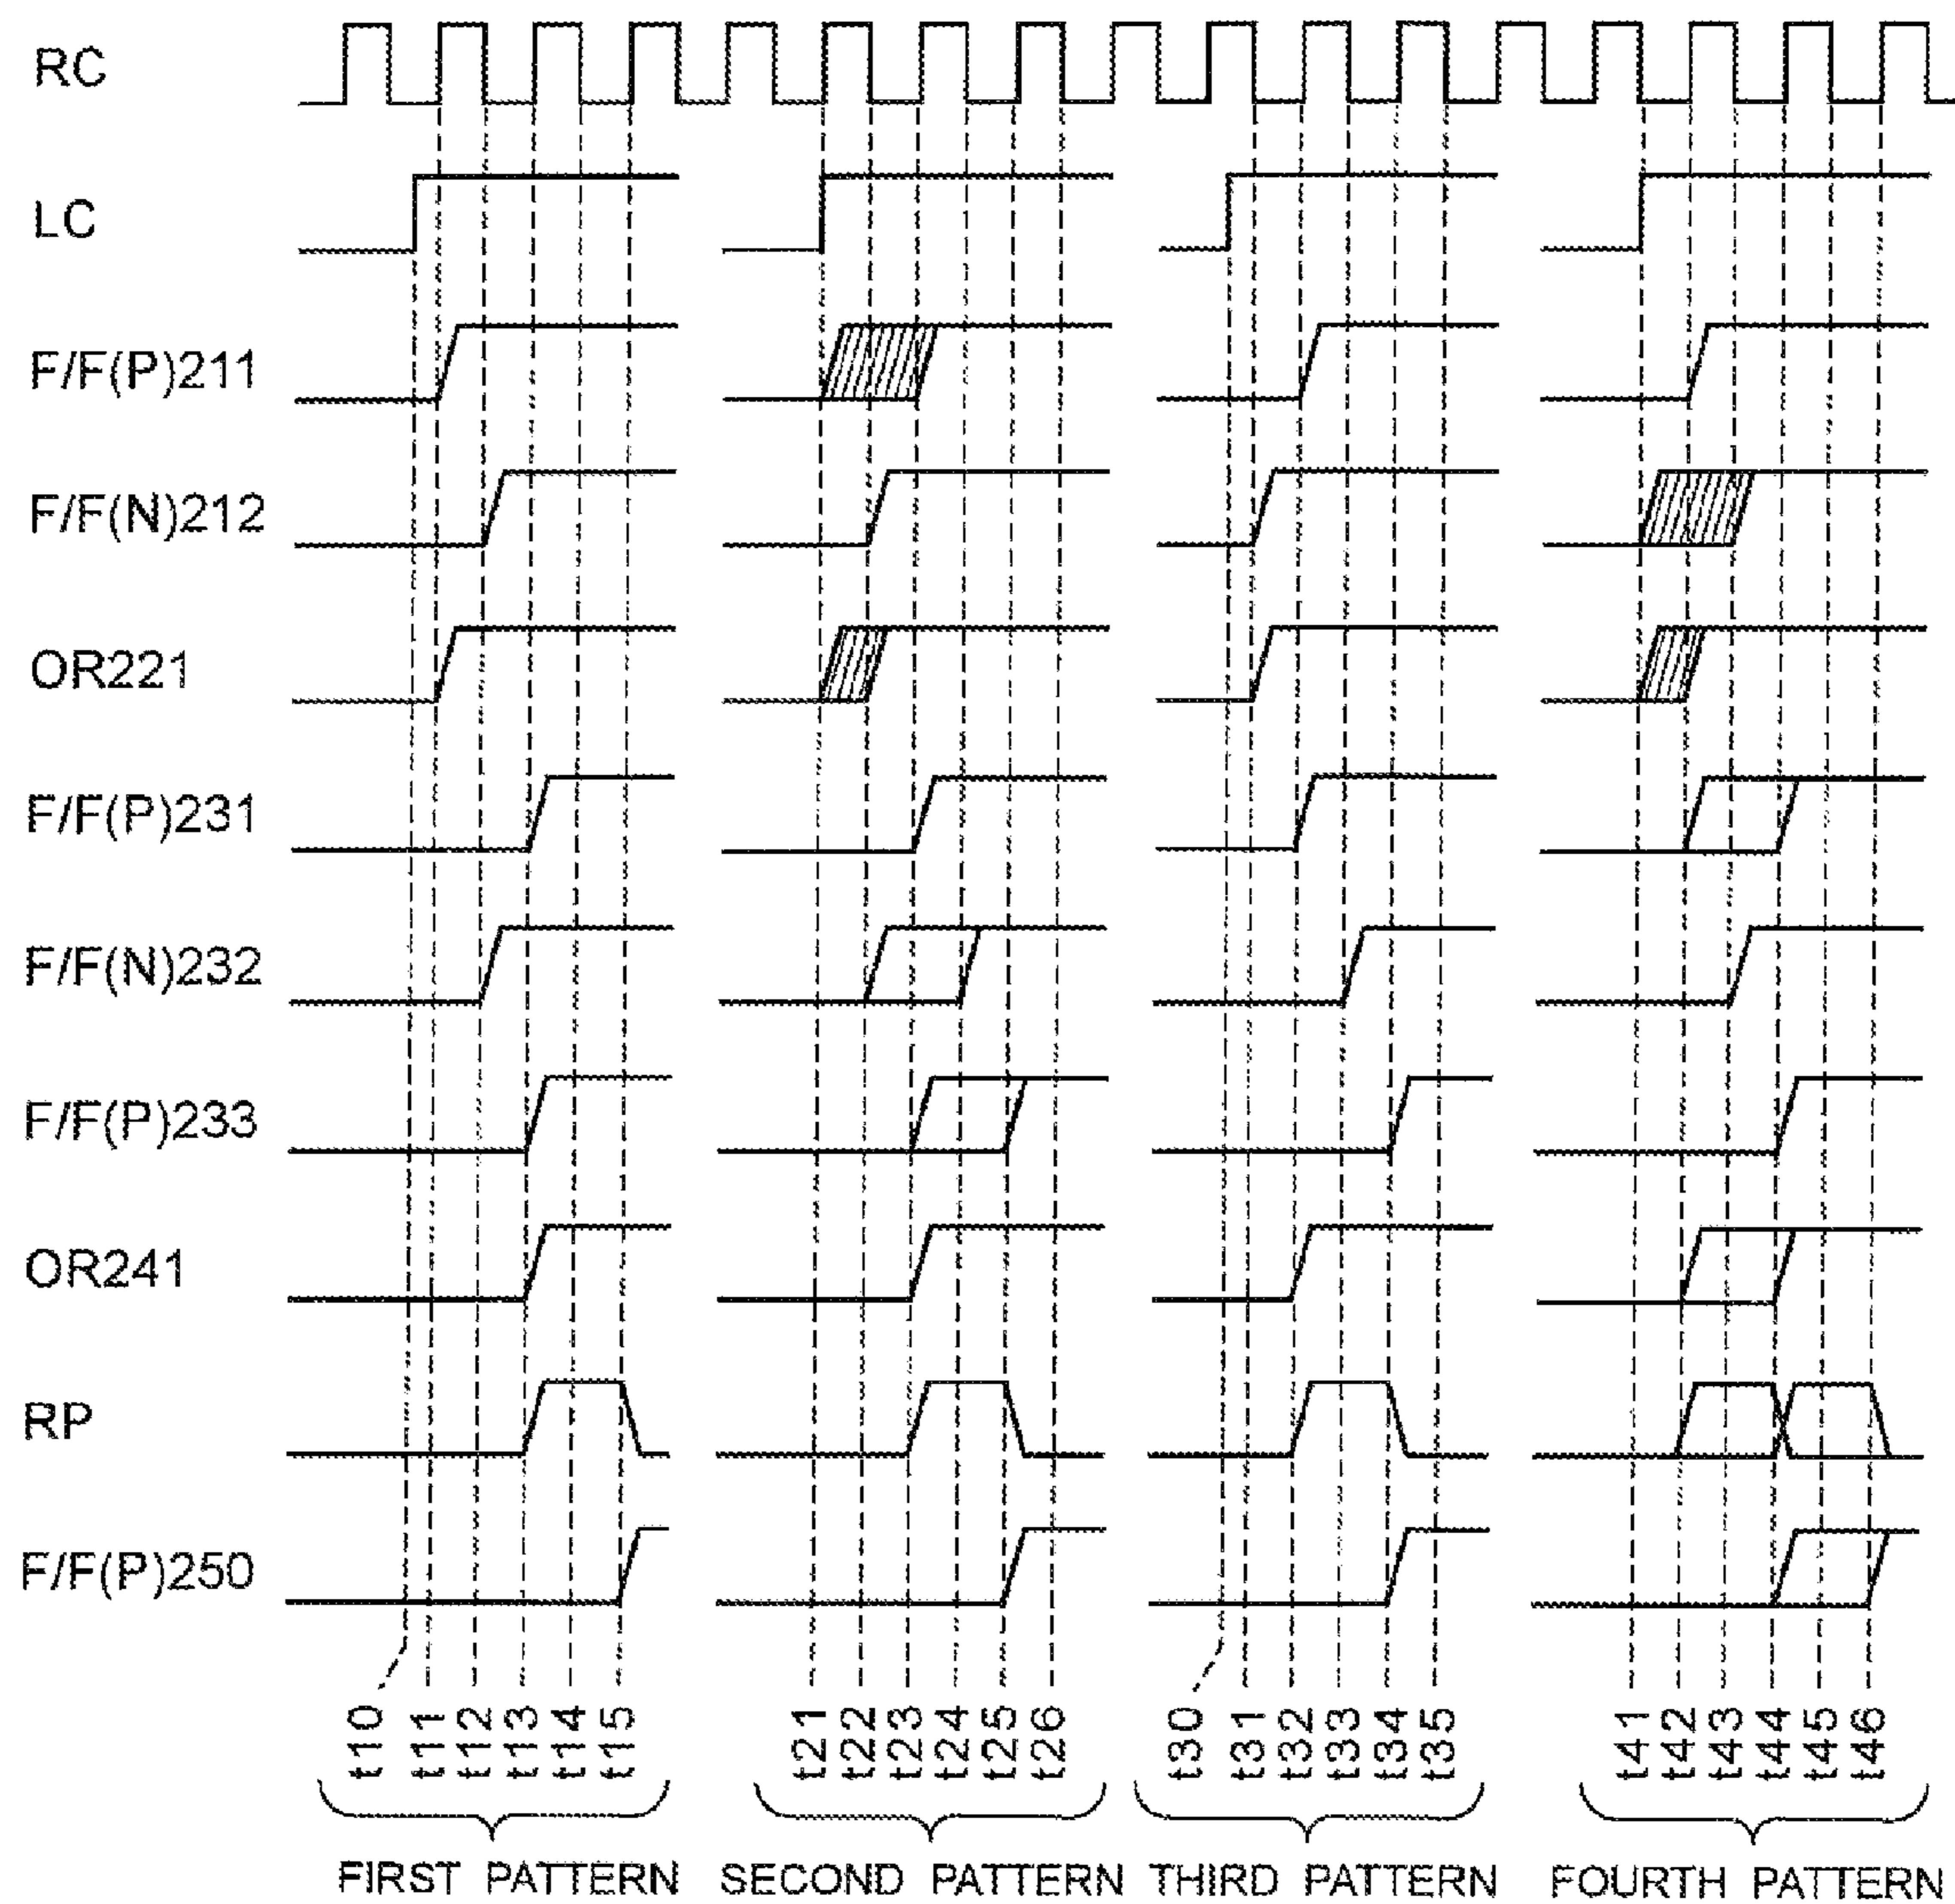 RC
LC
F/F(P)211
F/F(N)212
OR221
F/F(P)231
F/F(N)232
F/F(P)233
OR241
RP
F/F(P)250
t10 t11 t12 t13 t14 t15 t21 t22 t23 t24 t25 t26 t30 t31 t32 t33 t34 t35 t41 t42 t43 t44 t45 t46
FIRST PATTERN SECOND PATTERN THIRD PATTERN FOURTH PATTERN